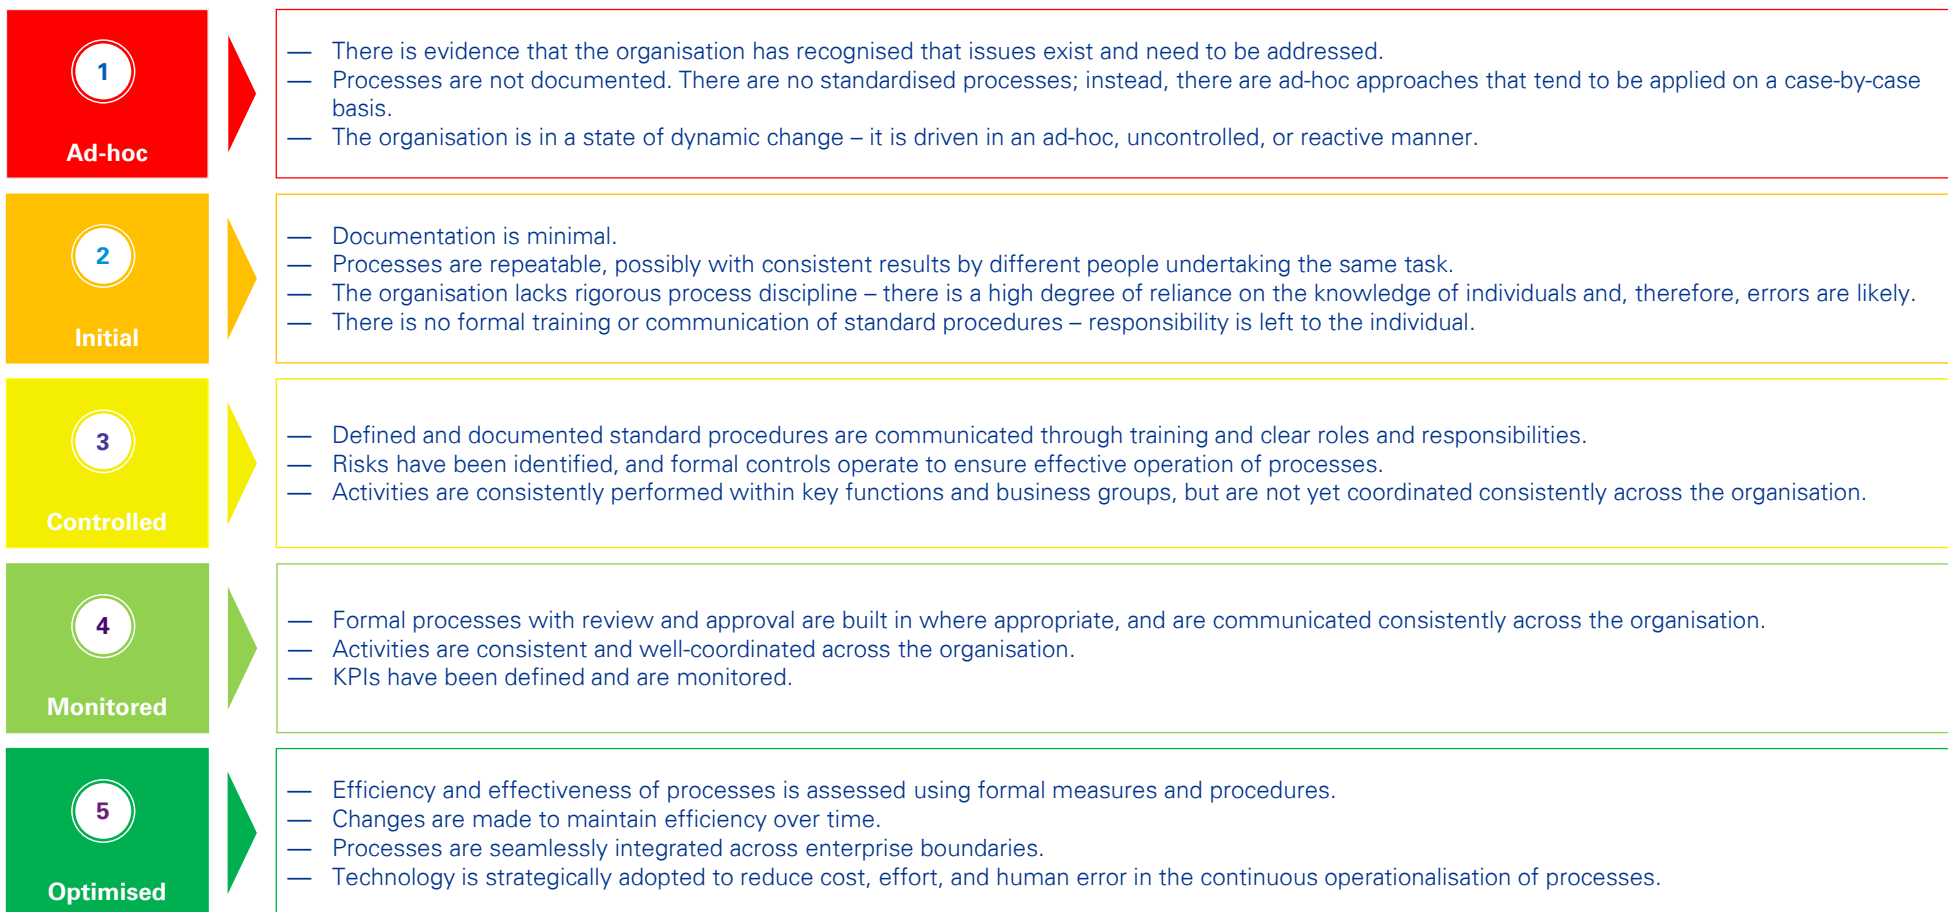 1
Ad-hoc
— There is evidence that the organisation has recognised that issues exist and need to be addressed.
— Processes are not documented. There are no standardised processes; instead, there are ad-hoc approaches that tend to be applied on a case-by-case
basis.
— The organisation is in a state of dynamic change – it is driven in an ad-hoc, uncontrolled, or reactive manner.
2
Initial
— Documentation is minimal.
— Processes are repeatable, possibly with consistent results by different people undertaking the same task.
— The organisation lacks rigorous process discipline – there is a high degree of reliance on the knowledge of individuals and, therefore, errors are likely.
— There is no formal training or communication of standard procedures – responsibility is left to the individual.
3
Controlled
— Defined and documented standard procedures are communicated through training and clear roles and responsibilities.
— Risks have been identified, and formal controls operate to ensure effective operation of processes.
— Activities are consistently performed within key functions and business groups, but are not yet coordinated consistently across the organisation.
4
Monitored
— Formal processes with review and approval are built in where appropriate, and are communicated consistently across the organisation.
— Activities are consistent and well-coordinated across the organisation.
— KPIs have been defined and are monitored.
5
Optimised
— Efficiency and effectiveness of processes is assessed using formal measures and procedures.
— Changes are made to maintain efficiency over time.
— Processes are seamlessly integrated across enterprise boundaries.
— Technology is strategically adopted to reduce cost, effort, and human error in the continuous operationalisation of processes.